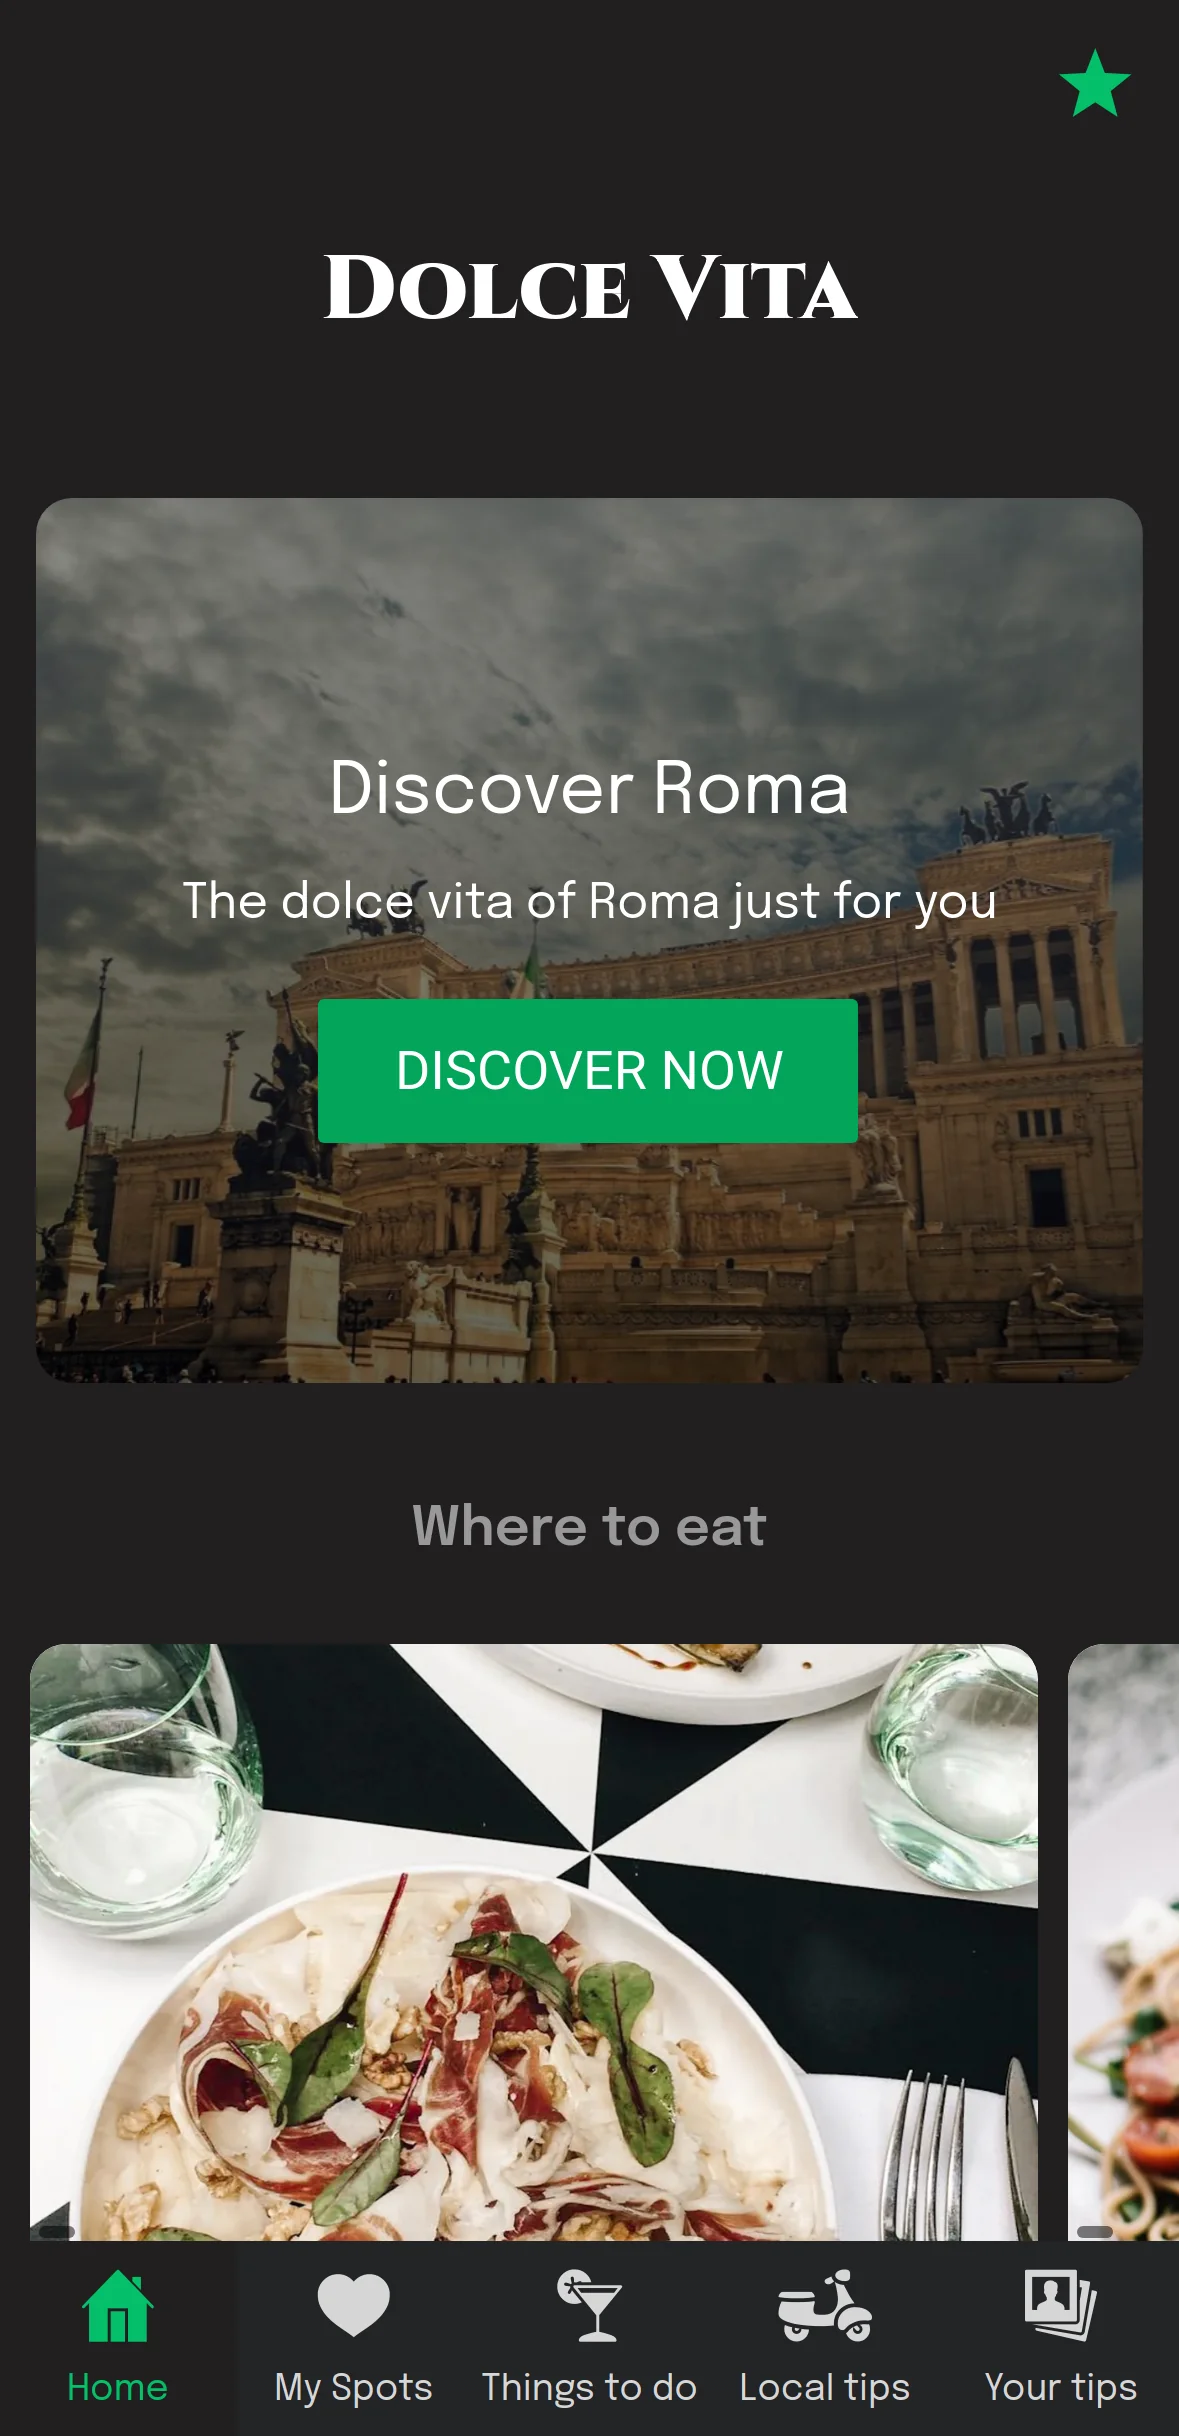 Dolce Vita
Discover Roma
The dolce vita of Roma just for you
DISCOVER NOW
Where to eat
Home
My Spots
Things to do
Local tips
Your tips